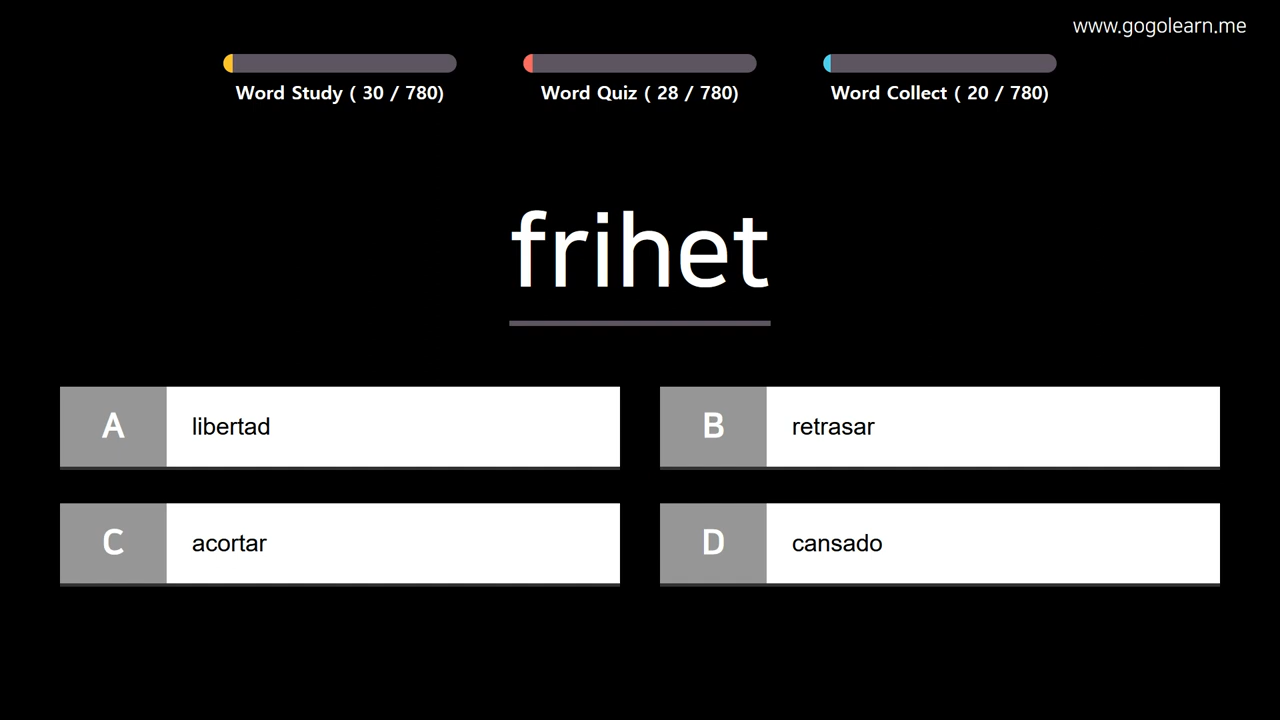 www.gogolearn.me
Word Study ( 30 / 780)
Word Quiz ( 28 / 780)
Word Collect ( 20 / 780)
frihet
A libertad
B retrasar
C acortar
D cansado